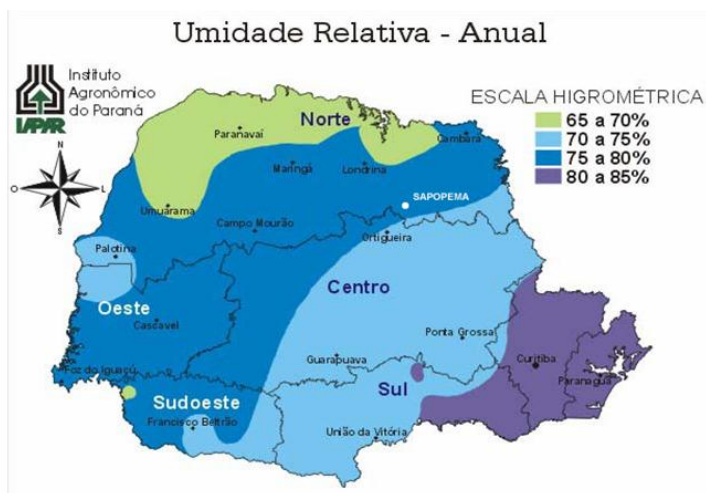 Umidade Relativa - Anual
Instituto
Agronômico
do Paraná
IAPAR
ESCALA HIGROMÉTRICA
65 a 70%
70 a 75%
75 a 80%
80 a 85%
N
O
L
S
Norte
Paranavaí
Cambará
Maringá
Londrina
SAPOPEMA
Umuarama
Campo Mourão
Ortigueira
Palotina
Centro
Oeste
Cascavel
Ponta Grossa
Guarapuava
Curitiba
Foz do Iguaçú
Paranaguá
Sudoeste
Sul
Francisco Beltrão
União da Vitória